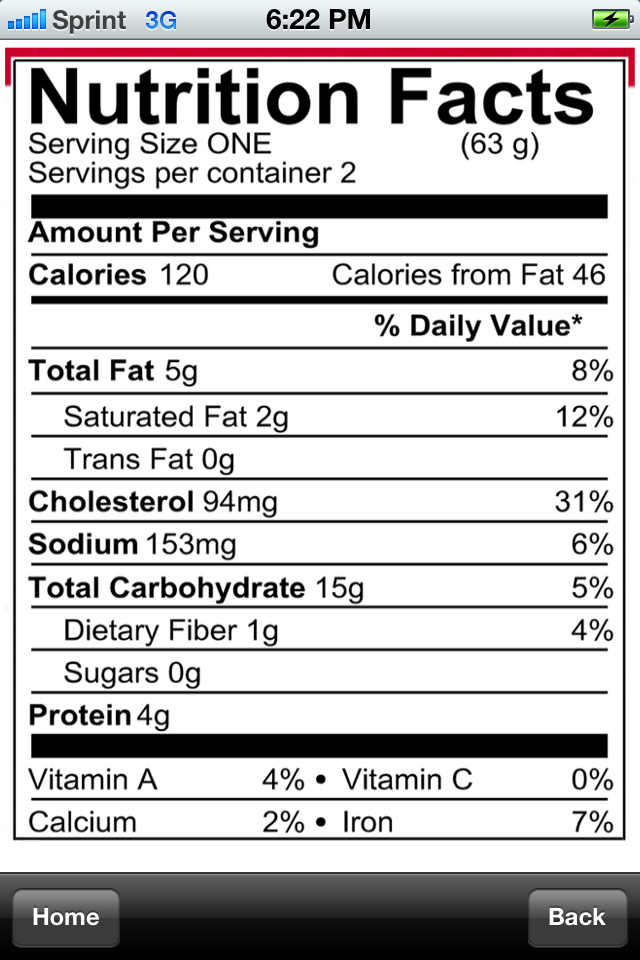 Sprint 3G 6:22 PM
Nutrition Facts
Serving Size ONE (63 g)
Servings per container 2
Amount Per Serving
Calories 120 Calories from Fat 46
% Daily Value*
Total Fat 5g 8%
Saturated Fat 2g 12%
Trans Fat 0g
Cholesterol 94mg 31%
Sodium 153mg 6%
Total Carbohydrate 15g 5%
Dietary Fiber 1g 4%
Sugars 0g
Protein 4g
Vitamin A 4% • Vitamin C 0%
Calcium 2% • Iron 7%
Home Back